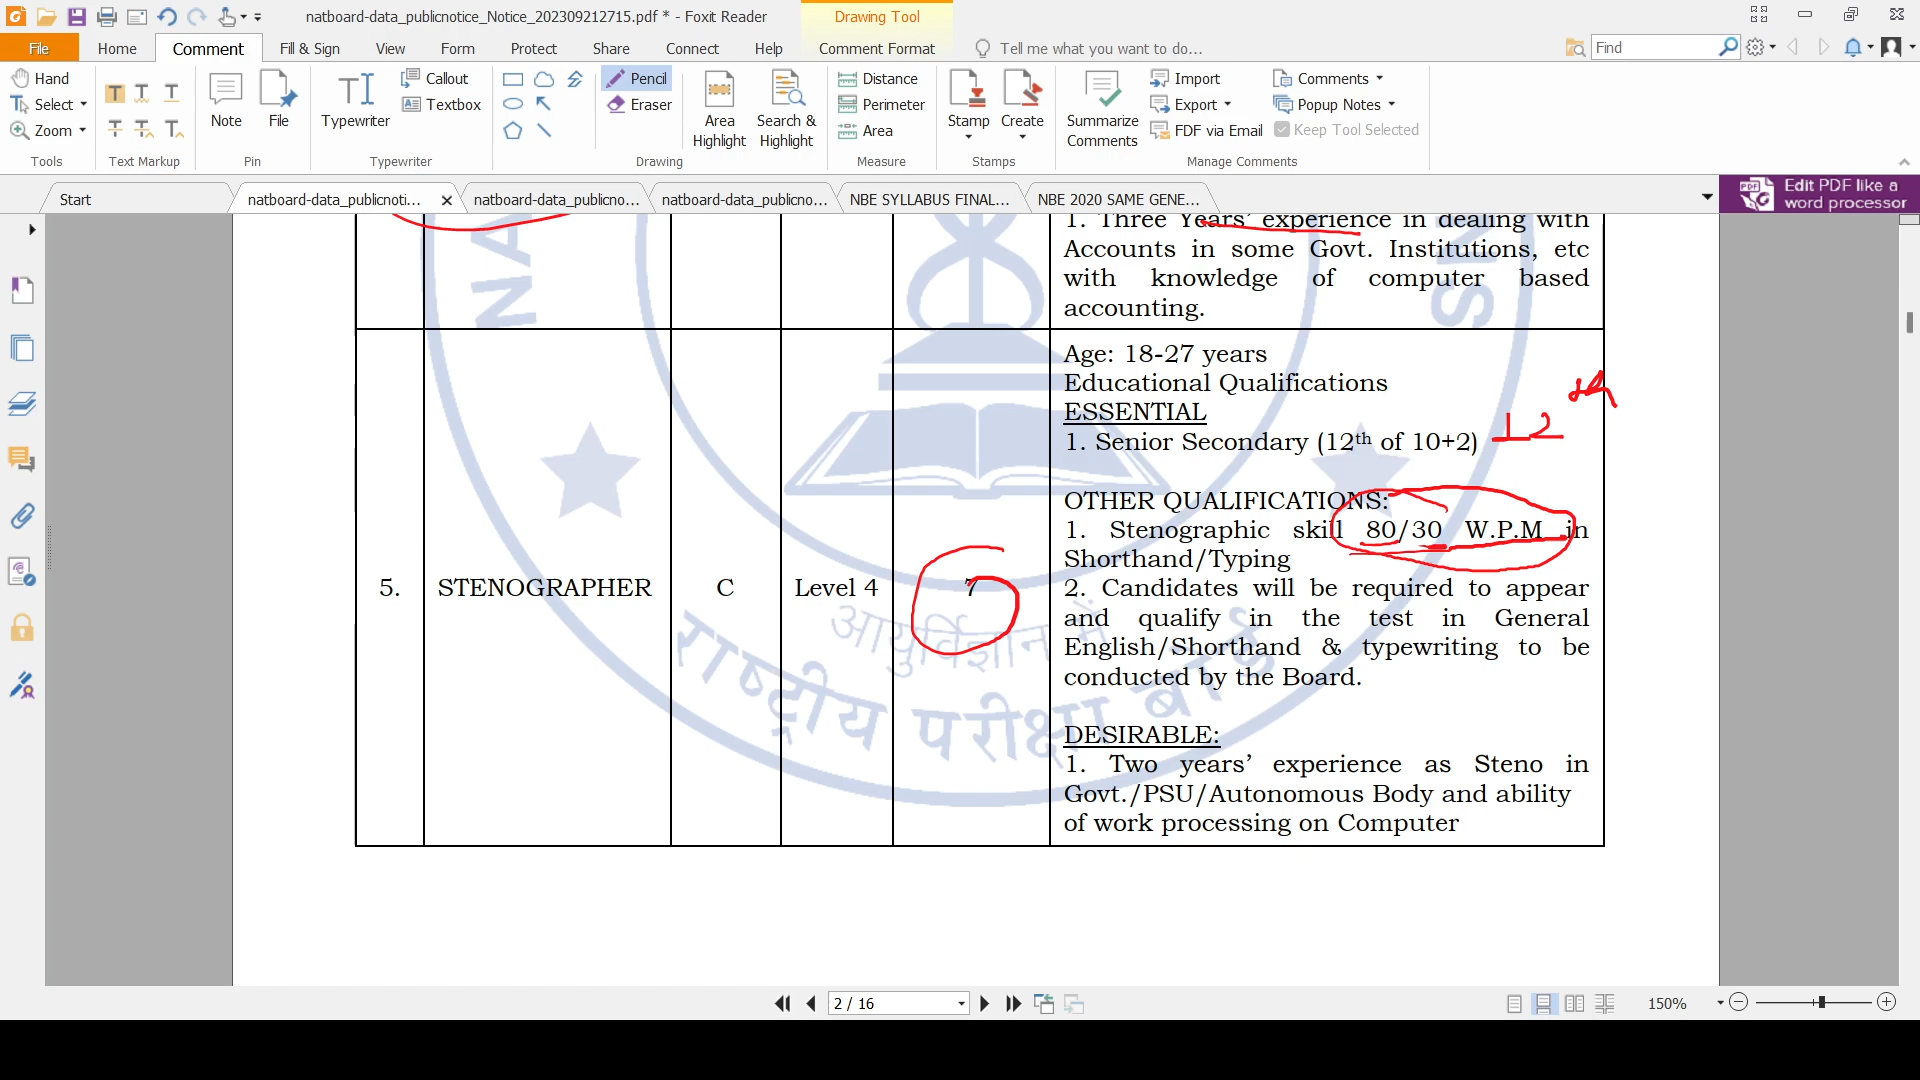 natboard-data_publicnotice_Notice_202309212715.pdf * - Foxit Reader
Drawing Tool
File
Home
Comment
Fill & Sign
View
Form
Protect
Share
Connect
Help
Comment Format
Tell me what you want to do...
Find
Hand
Select
Zoom
Tools
Text Markup
Note
File
Pin
Typewriter
Callout
Textbox
Typewriter
Pencil
Eraser
Area Highlight
Search & Highlight
Drawing
Distance
Perimeter
Area
Measure
Stamp
Create
Stamps
Summarize Comments
Import
Export
FDF via Email
Comments
Popup Notes
Keep Tool Selected
Manage Comments
Start
natboard-data_publicnoti...
natboard-data_publicno...
natboard-data_publicno...
NBE SYLLABUS FINAL...
NBE 2020 SAME GENE...
Edit PDF like a
word processor
1. Three Years’ experience in dealing with
Accounts in some Govt. Institutions, etc
with knowledge of computer based
accounting.
5.
STENOGRAPHER
C
Level 4
7
Age: 18-27 years
Educational Qualifications
ESSENTIAL
1. Senior Secondary (12th of 10+2)
12
OTHER QUALIFICATIONS:
1. Stenographic skill 80/30 W.P.M in
Shorthand/Typing
2. Candidates will be required to appear
and qualify in the test in General
English/Shorthand & typewriting to be
conducted by the Board.
DESIRABLE:
1. Two years’ experience as Steno in
Govt./PSU/Autonomous Body and ability
of work processing on Computer
NA
SN
आयुर्विज्ञान में
राष्ट्रीय परीक्षा बोर्ड
2 / 16
150%